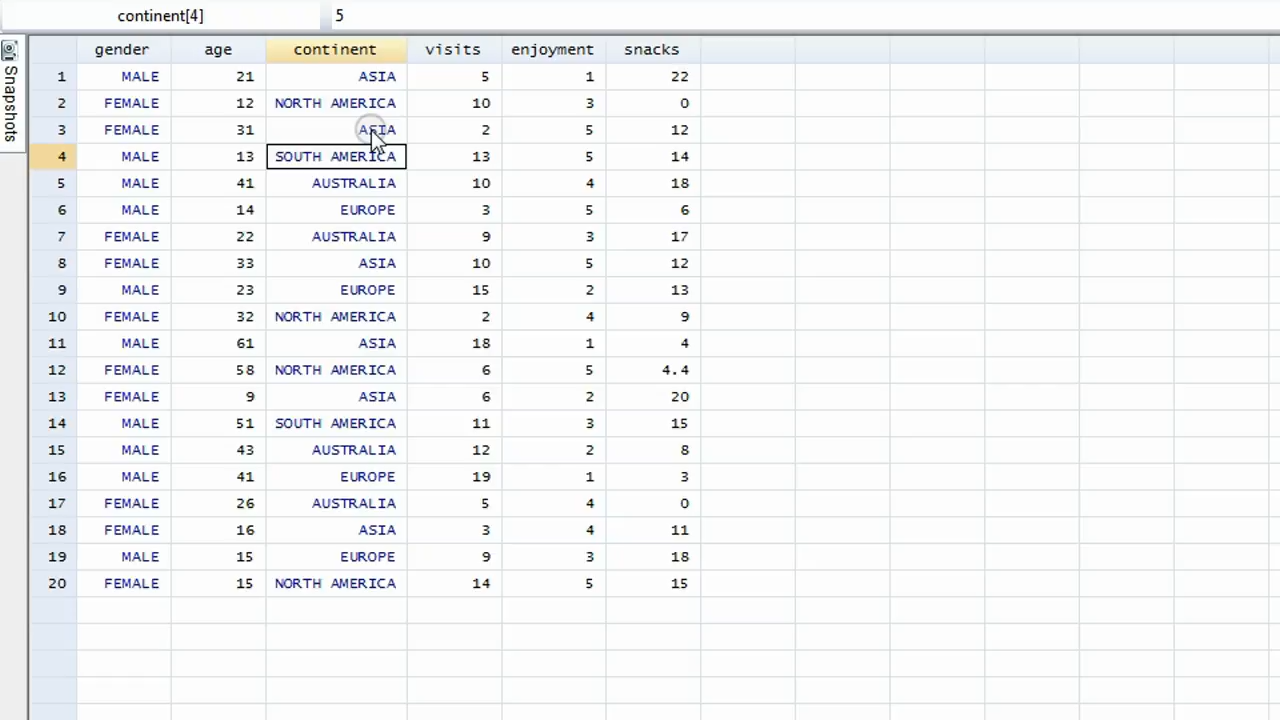 continent[4] 5
Snapshots
gender age continent visits enjoyment snacks
1 MALE 21 ASIA 5 1 22
2 FEMALE 12 NORTH AMERICA 10 3 0
3 FEMALE 31 ASIA 2 5 12
4 MALE 13 SOUTH AMERICA 13 5 14
5 MALE 41 AUSTRALIA 10 4 18
6 MALE 14 EUROPE 3 5 6
7 FEMALE 22 AUSTRALIA 9 3 17
8 FEMALE 33 ASIA 10 5 12
9 MALE 23 EUROPE 15 2 13
10 FEMALE 32 NORTH AMERICA 2 4 9
11 MALE 61 ASIA 18 1 4
12 FEMALE 58 NORTH AMERICA 6 5 4.4
13 FEMALE 9 ASIA 6 2 20
14 MALE 51 SOUTH AMERICA 11 3 15
15 MALE 43 AUSTRALIA 12 2 8
16 MALE 41 EUROPE 19 1 3
17 FEMALE 26 AUSTRALIA 5 4 0
18 FEMALE 16 ASIA 3 4 11
19 MALE 15 EUROPE 9 3 18
20 FEMALE 15 NORTH AMERICA 14 5 15